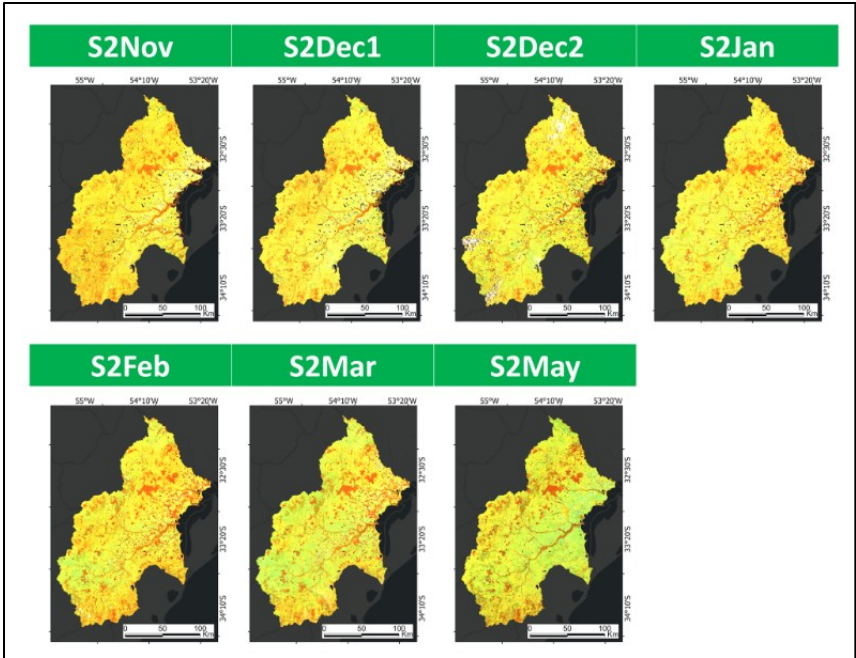 S2Nov S2Dec1 S2Dec2 S2Jan
55°W 54°10'W 53°20'W 55°W 54°10'W 53°20'W 55°W 54°10'W 53°20'W 55°W 54°10'W 53°20'W
32°30'S 32°30'S 32°30'S 32°30'S
33°20'S 33°20'S 33°20'S 33°20'S
34°10'S 34°10'S 34°10'S 34°10'S
0 50 100 0 50 100 0 50 100 0 50 100
Km Km Km Km
S2Feb S2Mar S2May
55°W 54°10'W 53°20'W 55°W 54°10'W 53°20'W 55°W 54°10'W 53°20'W
32°30'S 32°30'S 32°30'S
33°20'S 33°20'S 33°20'S
34°10'S 34°10'S 34°10'S
0 50 100 0 50 100 0 50 100
Km Km Km